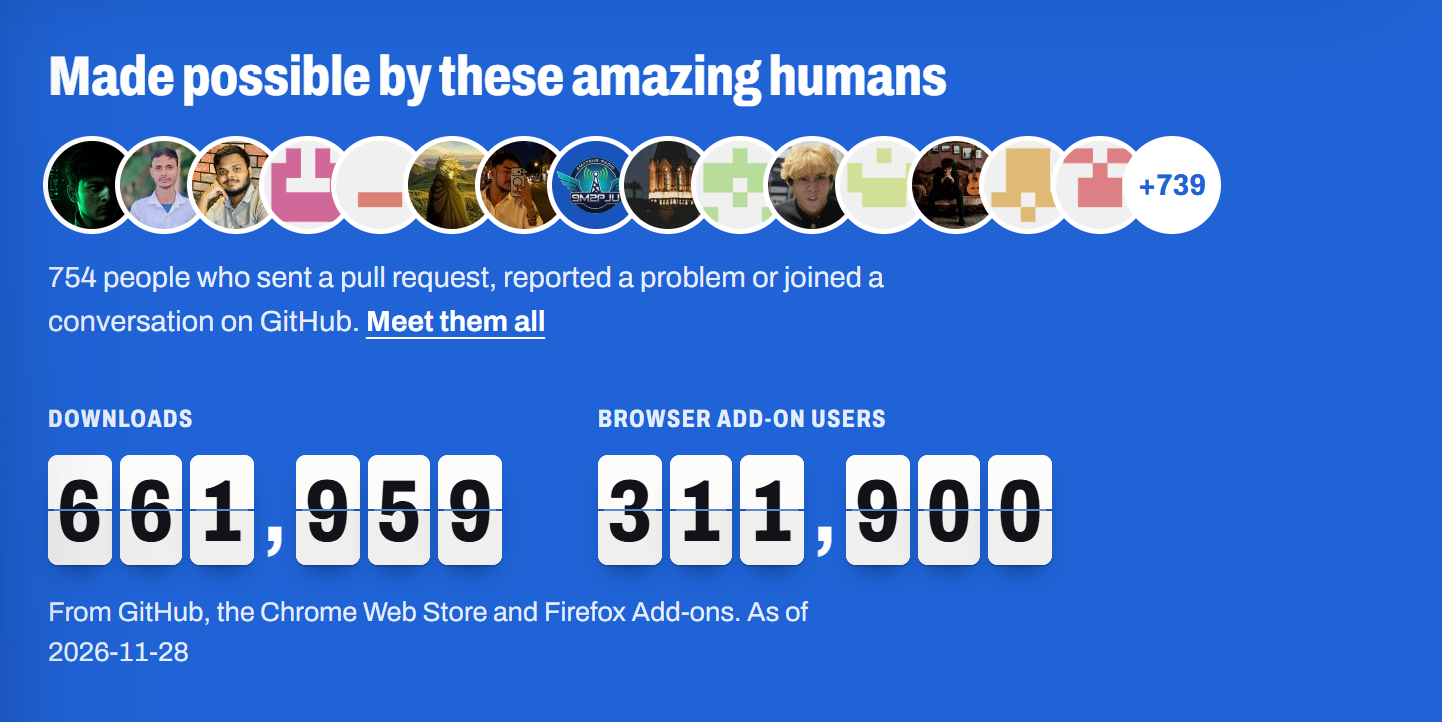 Made possible by these amazing humans
AMATEUR RADIO
9M2PJU
+739
754 people who sent a pull request, reported a problem or joined a
conversation on GitHub. Meet them all
DOWNLOADS
BROWSER ADD-ON USERS
661,959
311,900
From GitHub, the Chrome Web Store and Firefox Add-ons. As of
2026-11-28